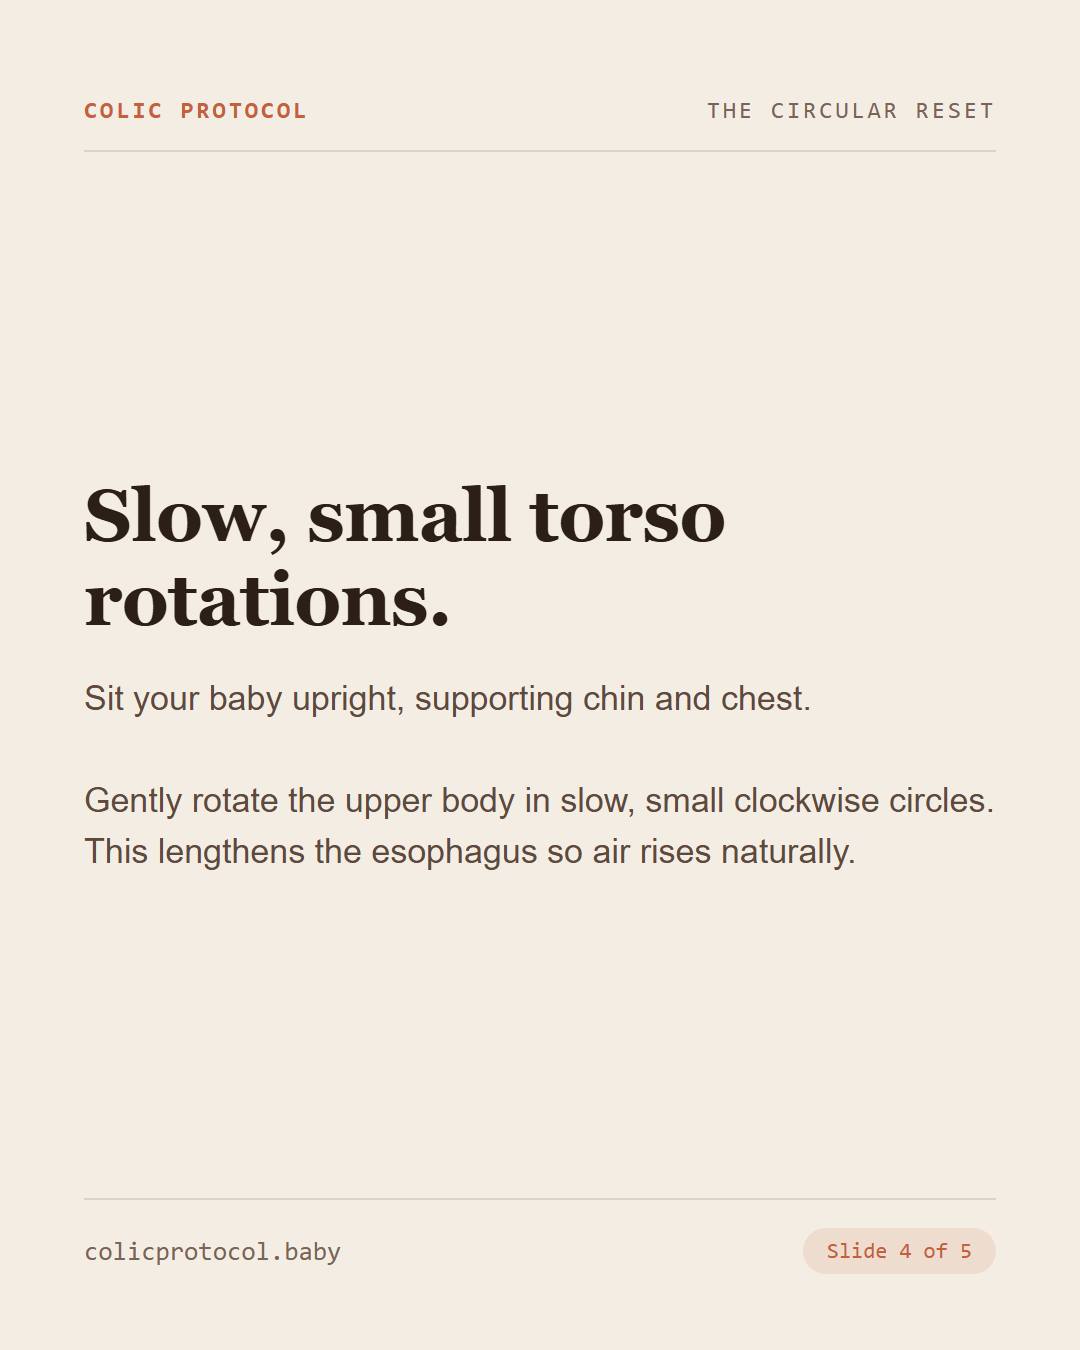 COLIC PROTOCOL
THE CIRCULAR RESET
Slow, small torso
rotations.
Sit your baby upright, supporting chin and chest.
Gently rotate the upper body in slow, small clockwise circles.
This lengthens the esophagus so air rises naturally.
colicprotocol.baby
Slide 4 of 5